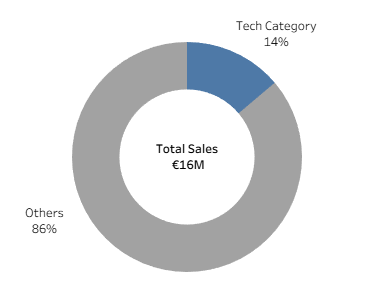 Tech Category
14%
Total Sales
€16M
Others
86%